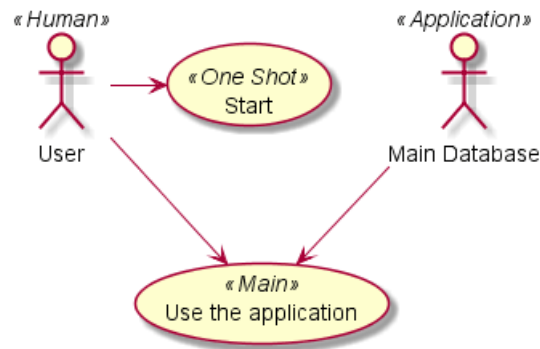 «Human»
User
«One Shot»
Start
«Application»
Main Database
«Main»
Use the application